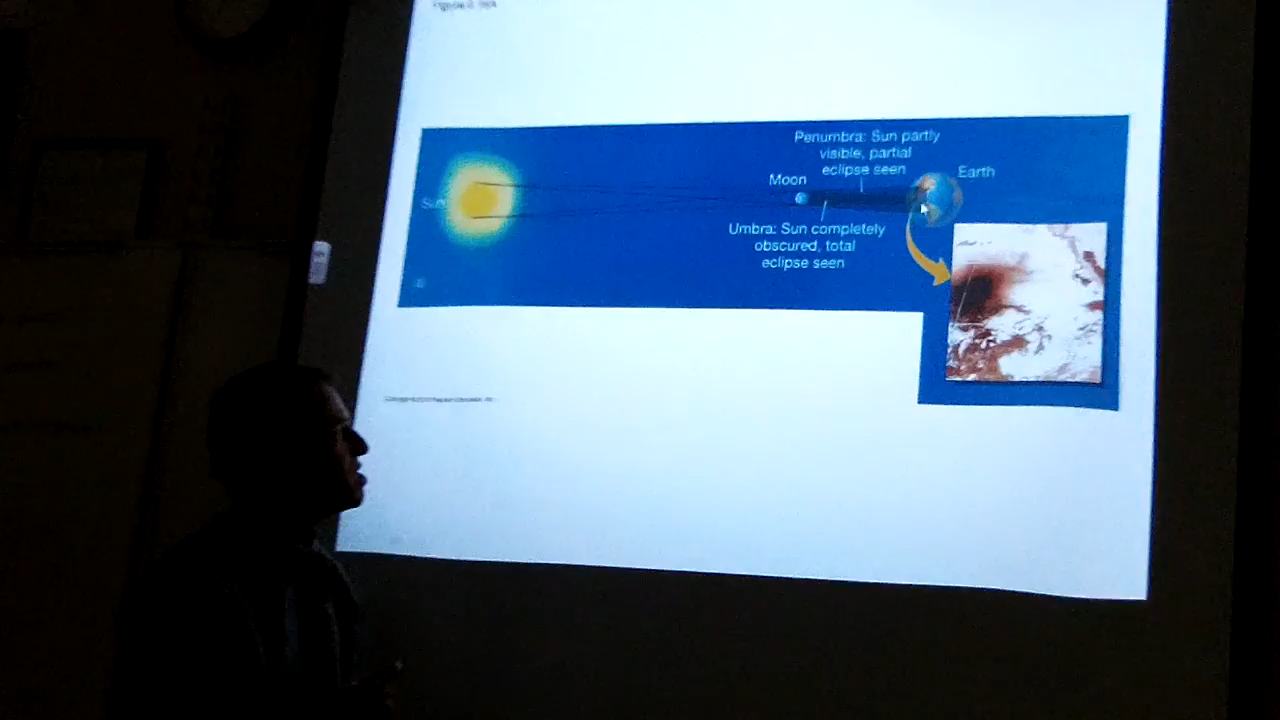 Penumbra: Sun partly
visible, partial
eclipse seen
Moon
Earth
Sun
Umbra: Sun completely
obscured, total
eclipse seen